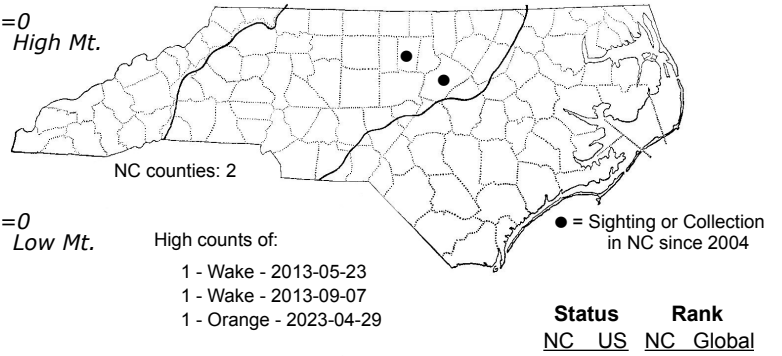 =0
High Mt.
NC counties: 2
=0
Low Mt.
High counts of:
1 - Wake - 2013-05-23
1 - Wake - 2013-09-07
1 - Orange - 2023-04-29
● = Sighting or Collection
in NC since 2004
Status Rank
NC US NC Global